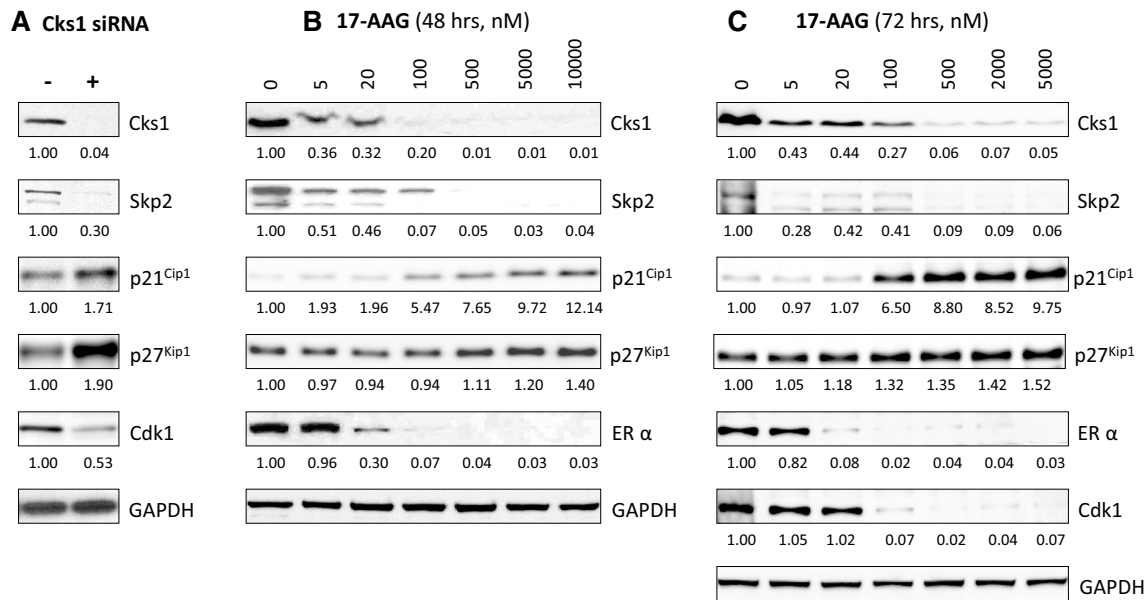 A Cks1 siRNA
- +
Cks1
1.00 0.04
Skp2
1.00 0.30
p21Cip1
1.00 1.71
p27Kip1
1.00 1.90
Cdk1
1.00 0.53
GAPDH
B 17-AAG (48 hrs, nM)
0 5 20 100 500 5000 10000
Cks1
1.00 0.36 0.32 0.20 0.01 0.01 0.01
Skp2
1.00 0.51 0.46 0.07 0.05 0.03 0.04
p21Cip1
1.00 1.93 1.96 5.47 7.65 9.72 12.14
p27Kip1
1.00 0.97 0.94 0.94 1.11 1.20 1.40
ER α
1.00 0.96 0.30 0.07 0.04 0.03 0.03
GAPDH
C 17-AAG (72 hrs, nM)
0 5 20 100 500 2000 5000
Cks1
1.00 0.43 0.44 0.27 0.06 0.07 0.05
Skp2
1.00 0.28 0.42 0.41 0.09 0.09 0.06
p21Cip1
1.00 0.97 1.07 6.50 8.80 8.52 9.75
p27Kip1
1.00 1.05 1.18 1.32 1.35 1.42 1.52
ER α
1.00 0.82 0.08 0.02 0.04 0.04 0.03
Cdk1
1.00 1.05 1.02 0.07 0.02 0.04 0.07
GAPDH